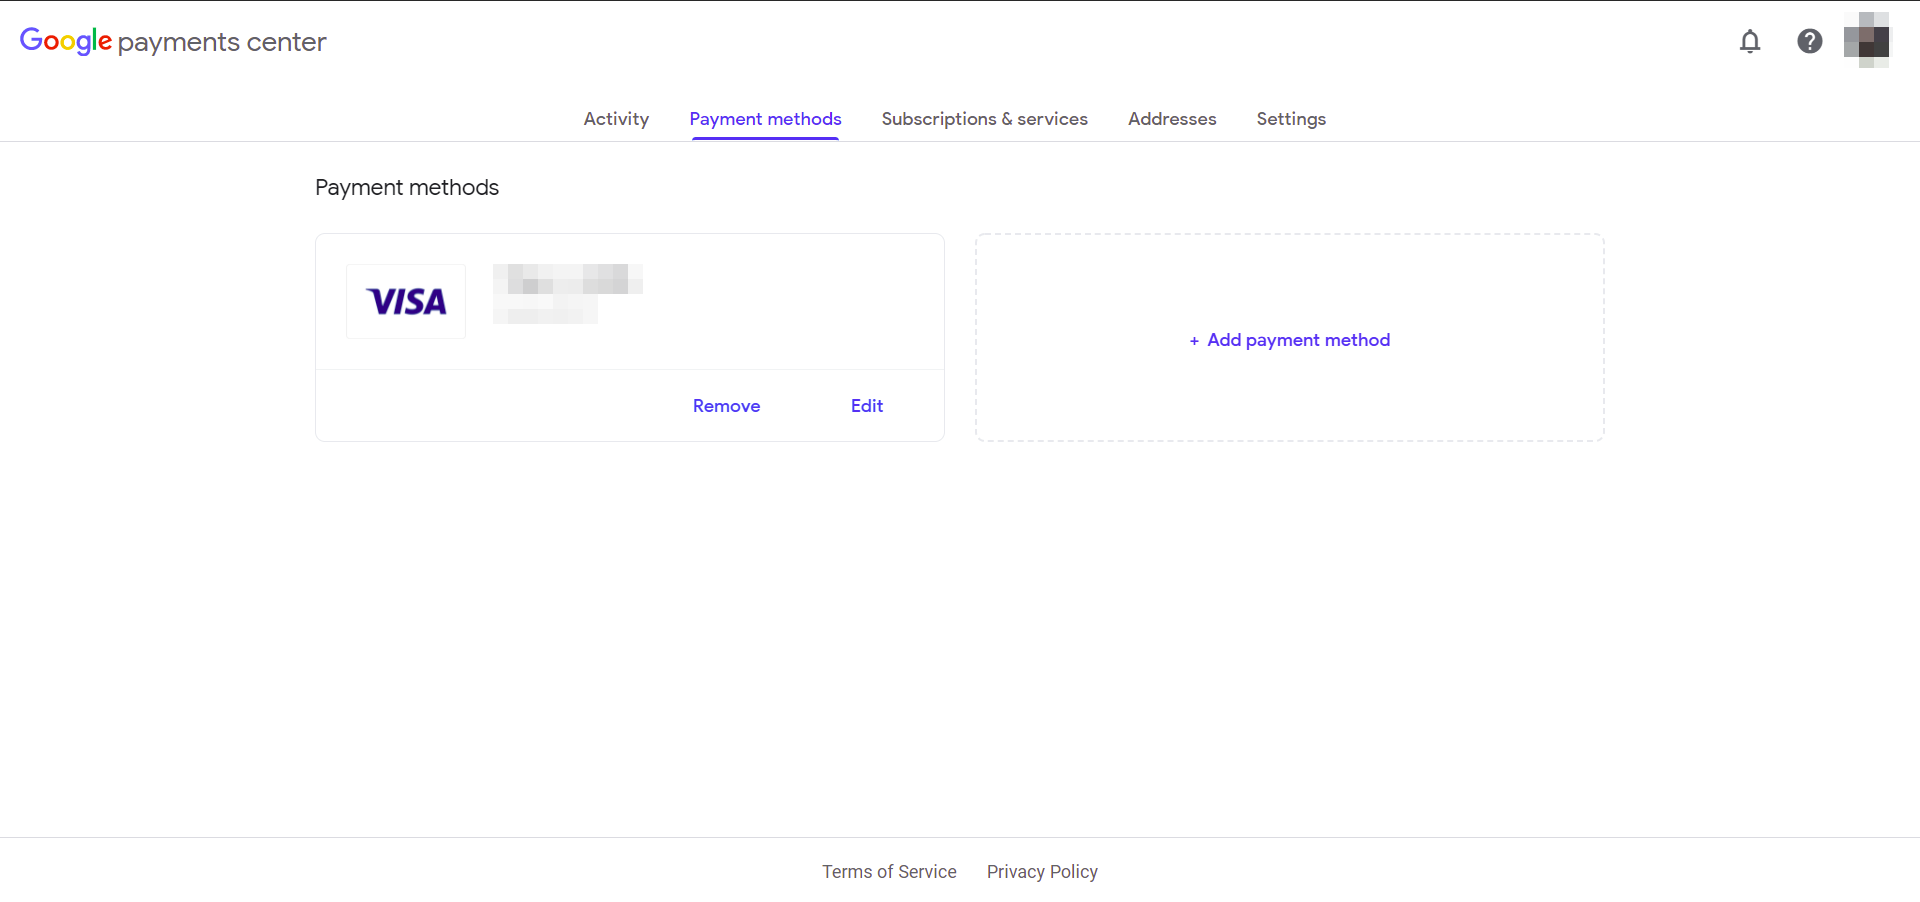 Google payments center
Activity
Payment methods
Subscriptions & services
Addresses
Settings
Payment methods
VISA
+ Add payment method
Remove
Edit
Terms of Service
Privacy Policy